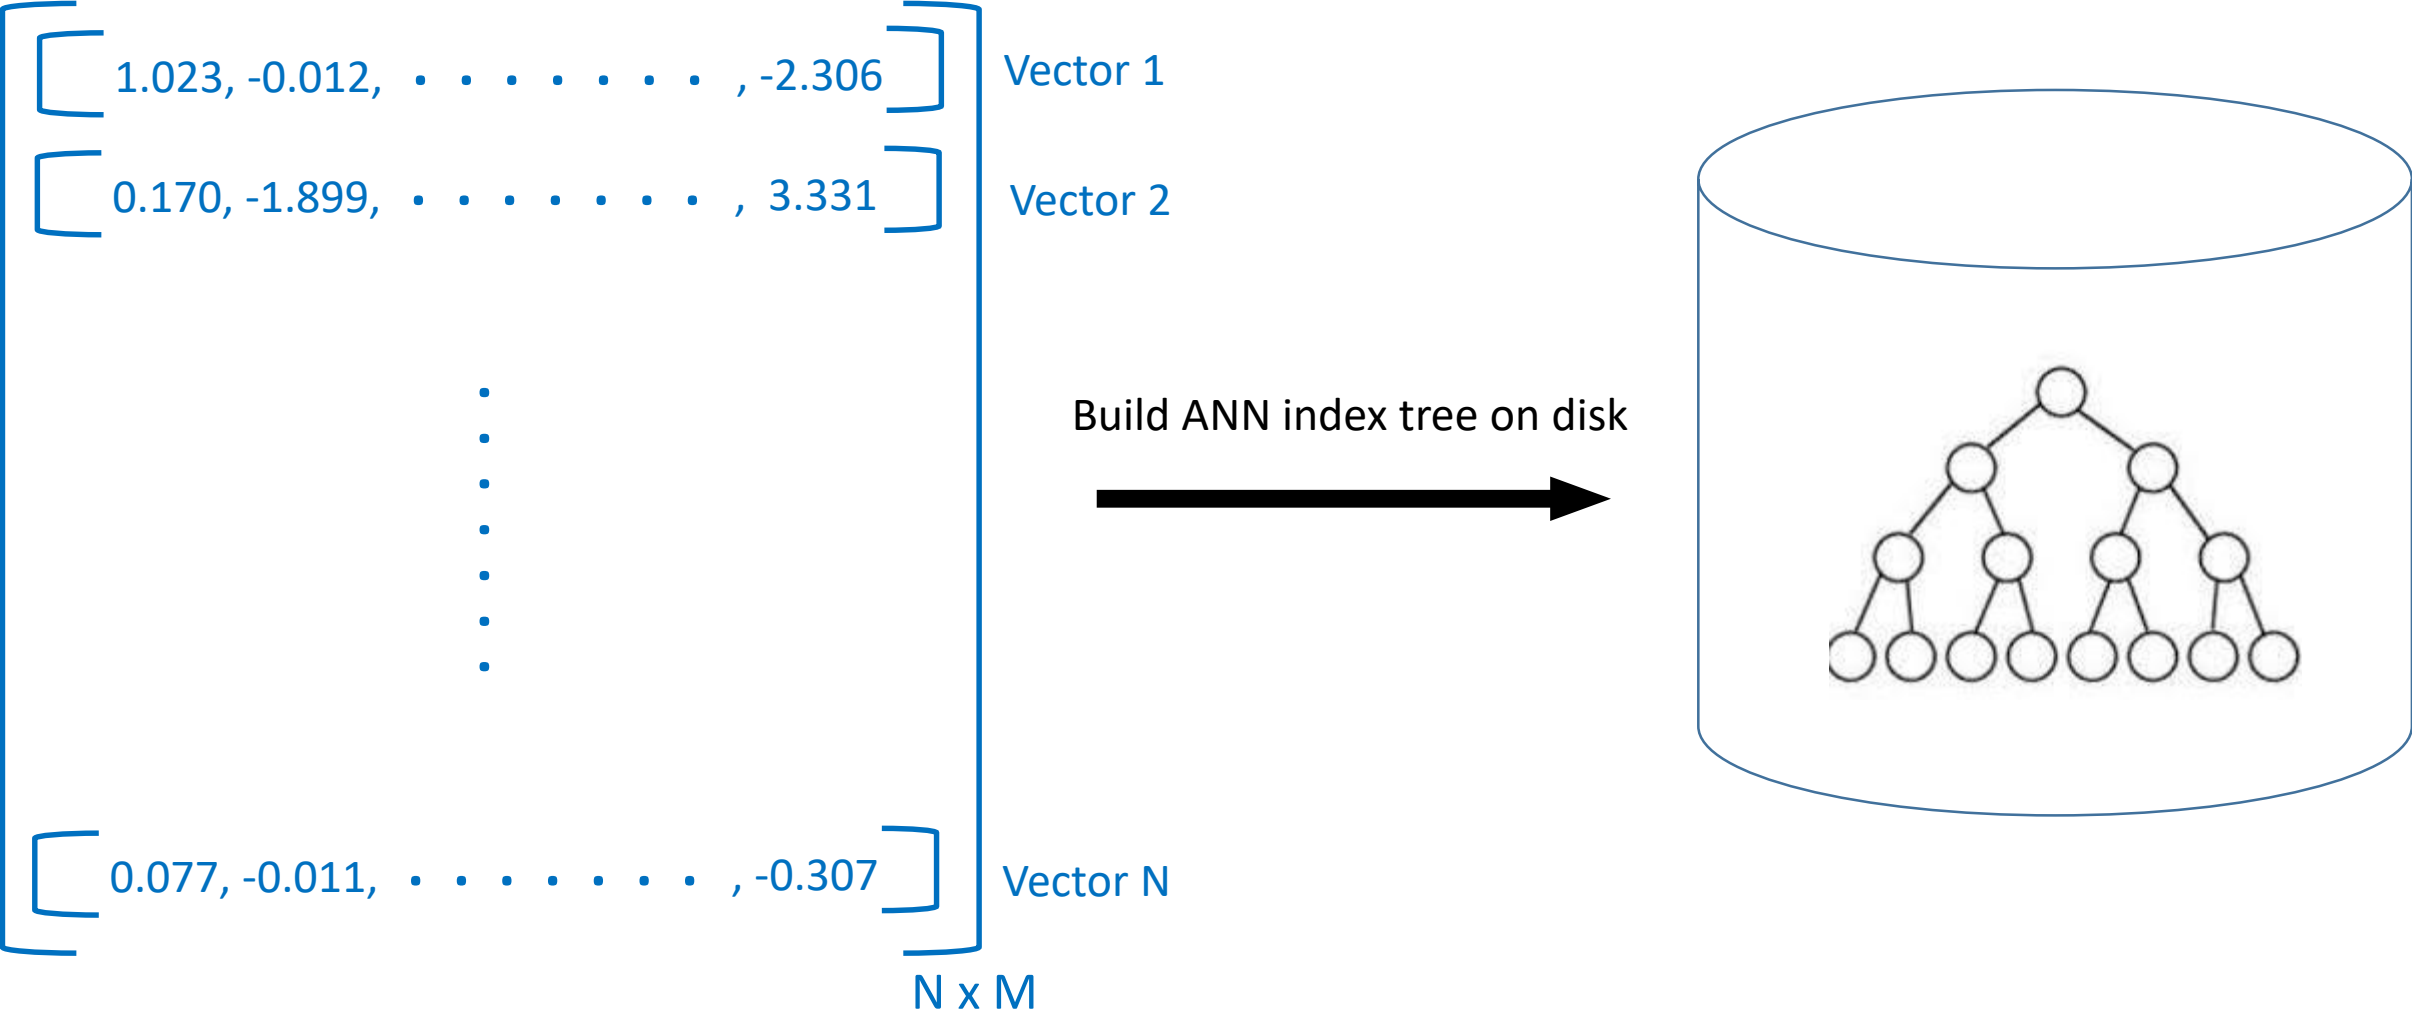 1.023, -0.012, . . . . . . . , -2.306
Vector 1
0.170, -1.899, . . . . . . . , 3.331
Vector 2
Build ANN index tree on disk
0.077, -0.011, . . . . . . . , -0.307
Vector N
N x M